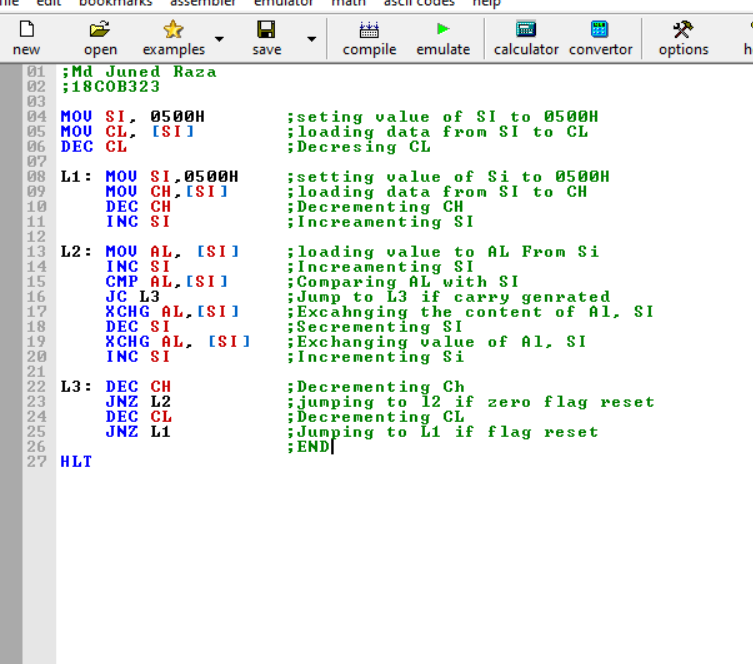 edit bookmarks assembler emulator math ascii codes help
new open examples save compile emulate calculator convertor options
01 ;Md Juned Raza
02 ;18COB323
03
04 MOV SI, 0500H ;seting value of SI to 0500H
05 MOV CL, [SI] ;loading data from SI to CL
06 DEC CL ;Decresing CL
07
08 L1: MOV SI,0500H ;setting value of Si to 0500H
09 MOV CH,[SI] ;loading data from SI to CH
10 DEC CH ;Decrementing CH
11 INC SI ;Increamenting SI
12
13 L2: MOV AL, [SI] ;loading value to AL From Si
14 INC SI ;Increamenting SI
15 CMP AL,[SI] ;Comparing AL with SI
16 JC L3 ;Jump to L3 if carry genrated
17 XCHG AL,[SI] ;Excahnging the content of Al, SI
18 DEC SI ;Secrementing SI
19 XCHG AL, [SI] ;Exchanging value of Al, SI
20 INC SI ;Incrementing Si
21
22 L3: DEC CH ;Decrementing Ch
23 JNZ L2 ;jumping to l2 if zero flag reset
24 DEC CL ;Decrementing CL
25 JNZ L1 ;Jumping to L1 if flag reset
26 ;END
27 HLT